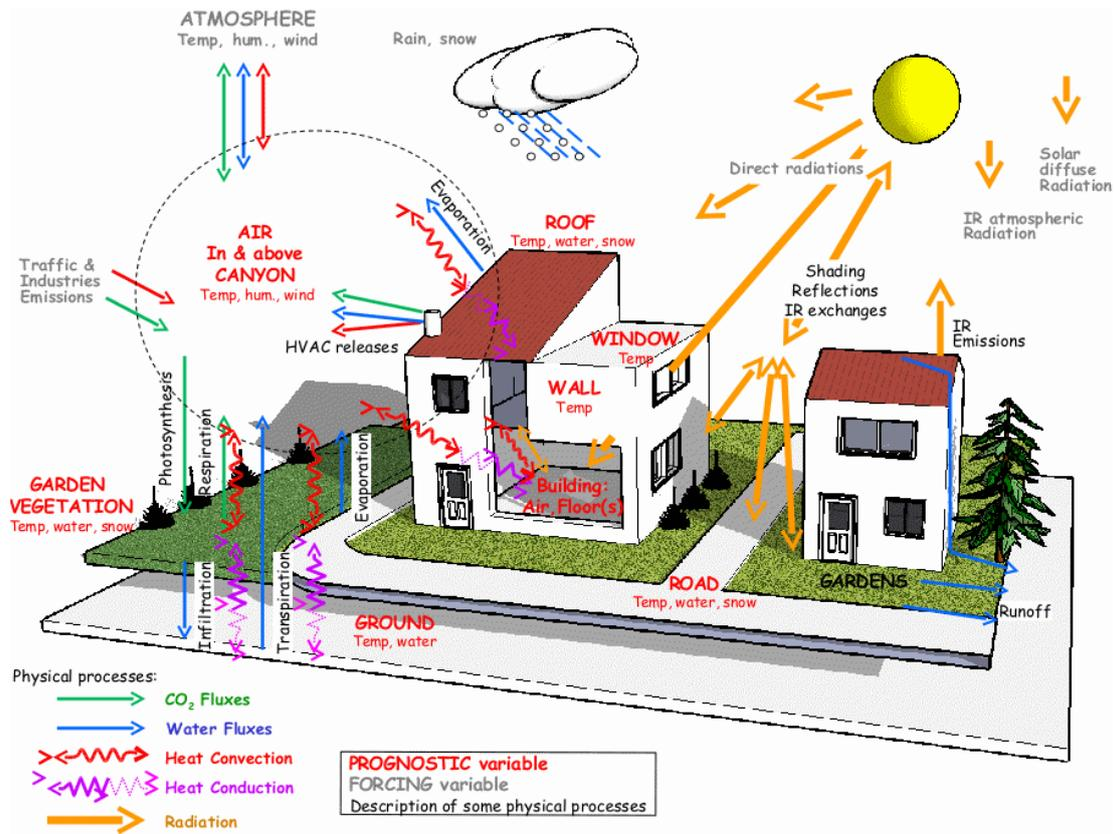 ATMOSPHERE
Temp, hum., wind
Rain, snow
Direct radiations
Solar
diffuse
Radiation
IR atmospheric
Radiation
Evaporation
ROOF
Temp, water, snow
AIR
In & above
CANYON
Temp, hum., wind
Traffic &
Industries
Emissions
Shading
Reflections
IR exchanges
HVAC releases
WINDOW
Temp
IR
Emissions
WALL
Temp
Photosynthesis
Respiration
Evaporation
GARDEN
VEGETATION
Temp, water, snow
Building:
Air,Floor(s)
ROAD
Temp, water, snow
GARDENS
Runoff
Infiltration
Transpiration
GROUND
Temp, water
Physical processes:
CO2 Fluxes
Water Fluxes
Heat Convection
Heat Conduction
Radiation
PROGNOSTIC variable
FORCING variable
Description of some physical processes